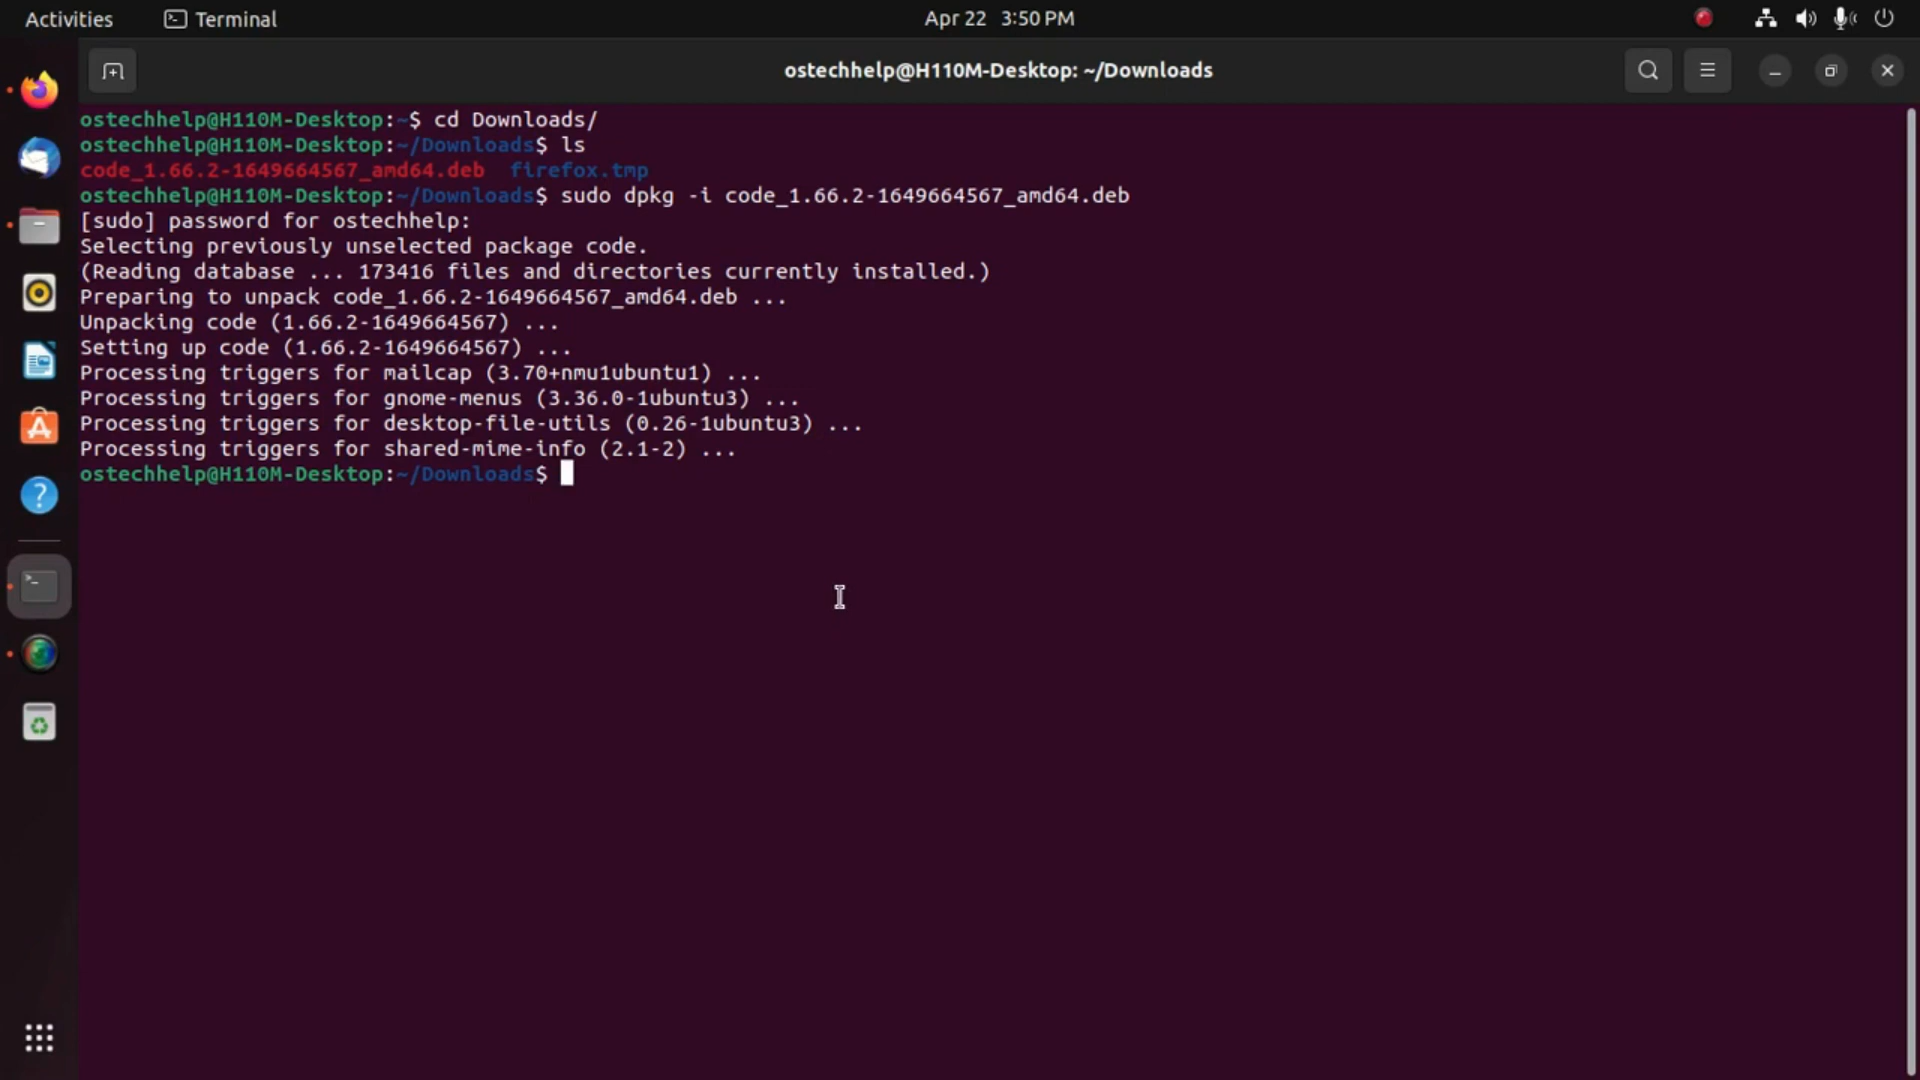 Activities Terminal Apr 22 3:50 PM
ostechhelp@H110M-Desktop: ~/Downloads
ostechhelp@H110M-Desktop:~$ cd Downloads/
ostechhelp@H110M-Desktop:~/Downloads$ ls
code_1.66.2-1649664567_amd64.deb  firefox.tmp
ostechhelp@H110M-Desktop:~/Downloads$ sudo dpkg -i code_1.66.2-1649664567_amd64.deb
[sudo] password for ostechhelp:
Selecting previously unselected package code.
(Reading database ... 173416 files and directories currently installed.)
Preparing to unpack code_1.66.2-1649664567_amd64.deb ...
Unpacking code (1.66.2-1649664567) ...
Setting up code (1.66.2-1649664567) ...
Processing triggers for mailcap (3.70+nmu1ubuntu1) ...
Processing triggers for gnome-menus (3.36.0-1ubuntu3) ...
Processing triggers for desktop-file-utils (0.26-1ubuntu3) ...
Processing triggers for shared-mime-info (2.1-2) ...
ostechhelp@H110M-Desktop:~/Downloads$